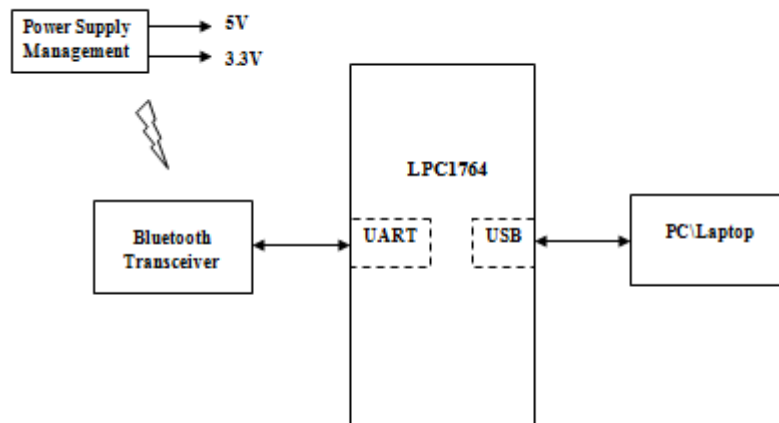 Power Supply
Management
5V
3.3V
LPC1764
Bluetooth
Transceiver
UART
USB
PC\Laptop